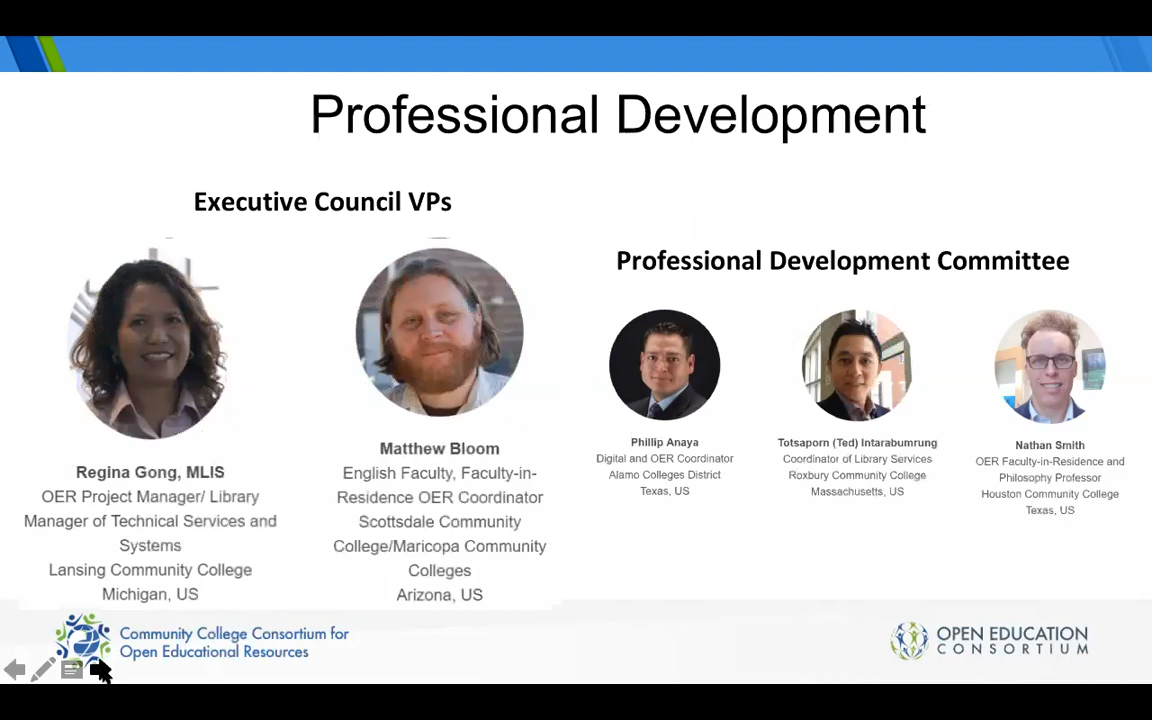 Professional Development
Executive Council VPs
Regina Gong, MLIS
OER Project Manager/ Library
Manager of Technical Services and
Systems
Lansing Community College
Michigan, US
Matthew Bloom
English Faculty, Faculty-in-
Residence OER Coordinator
Scottsdale Community
College/Maricopa Community
Colleges
Arizona, US
Professional Development Committee
Phillip Anaya
Digital and OER Coordinator
Alamo Colleges District
Texas, US
Totsaporn (Ted) Intarabumrung
Coordinator of Library Services
Roxbury Community College
Massachusetts, US
Nathan Smith
OER Faculty-in-Residence and
Philosophy Professor
Houston Community College
Texas, US
Community College Consortium for
Open Educational Resources
OPEN EDUCATION
CONSORTIUM